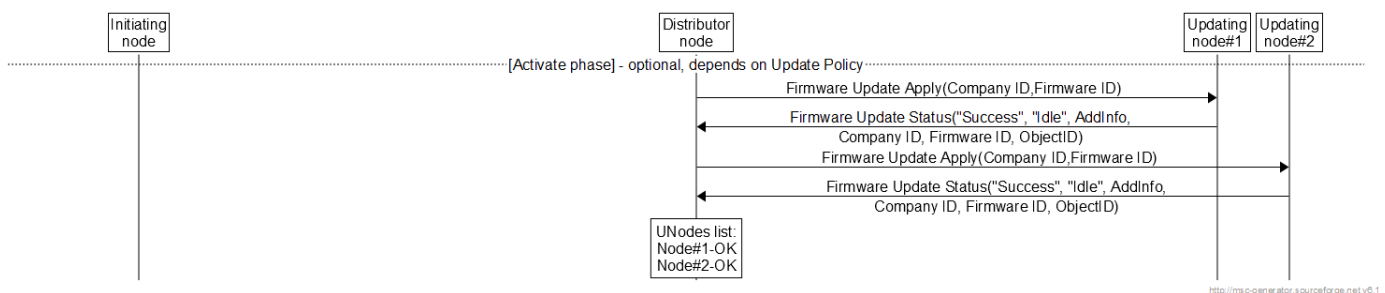 Initiating
node
Distributor
node
Updating
node#1
Updating
node#2
[Activate phase] - optional, depends on Update Policy
Firmware Update Apply(Company ID,Firmware ID)
Firmware Update Status("Success", "Idle", AddInfo,
Company ID, Firmware ID, ObjectID)
Firmware Update Apply(Company ID,Firmware ID)
Firmware Update Status("Success", "Idle", AddInfo,
Company ID, Firmware ID, ObjectID)
UNodes list:
Node#1-OK
Node#2-OK
http://msc-generator.sourceforge.net v6.1